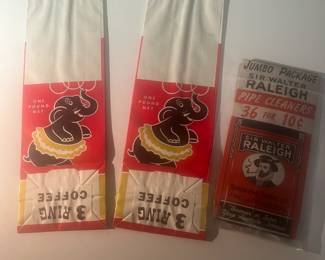 ONE
POUND
NET
3 RING
COFFEE
ONE
POUND
NET
3 RING
COFFEE
JUMBO PACKAGE
SIR WALTER
RALEIGH
PIPE CLEANERS
36 FOR 10¢
SIR WALTER
RALEIGH